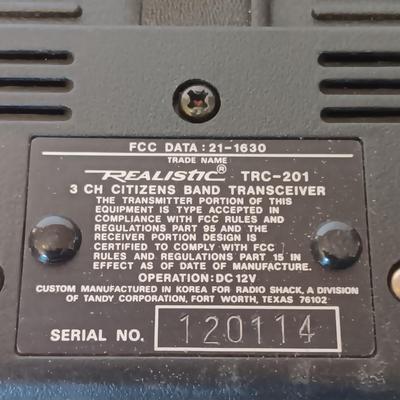 FCC DATA: 21-1630
TRADE NAME
REALISTIC® TRC-201
3 CH CITIZENS BAND TRANSCEIVER
THE TRANSMITTER PORTION OF THIS
EQUIPMENT IS TYPE ACCEPTED IN
COMPLIANCE WITH FCC RULES AND
REGULATIONS PART 95 AND THE
RECEIVER PORTION DESIGN IS
CERTIFIED TO COMPLY WITH FCC
RULES AND REGULATIONS PART 15 IN
EFFECT AS OF DATE OF MANUFACTURE.
OPERATION: DC 12V
CUSTOM MANUFACTURED IN KOREA FOR RADIO SHACK, A DIVISION
OF TANDY CORPORATION, FORT WORTH, TEXAS 76102
SERIAL NO. 120114